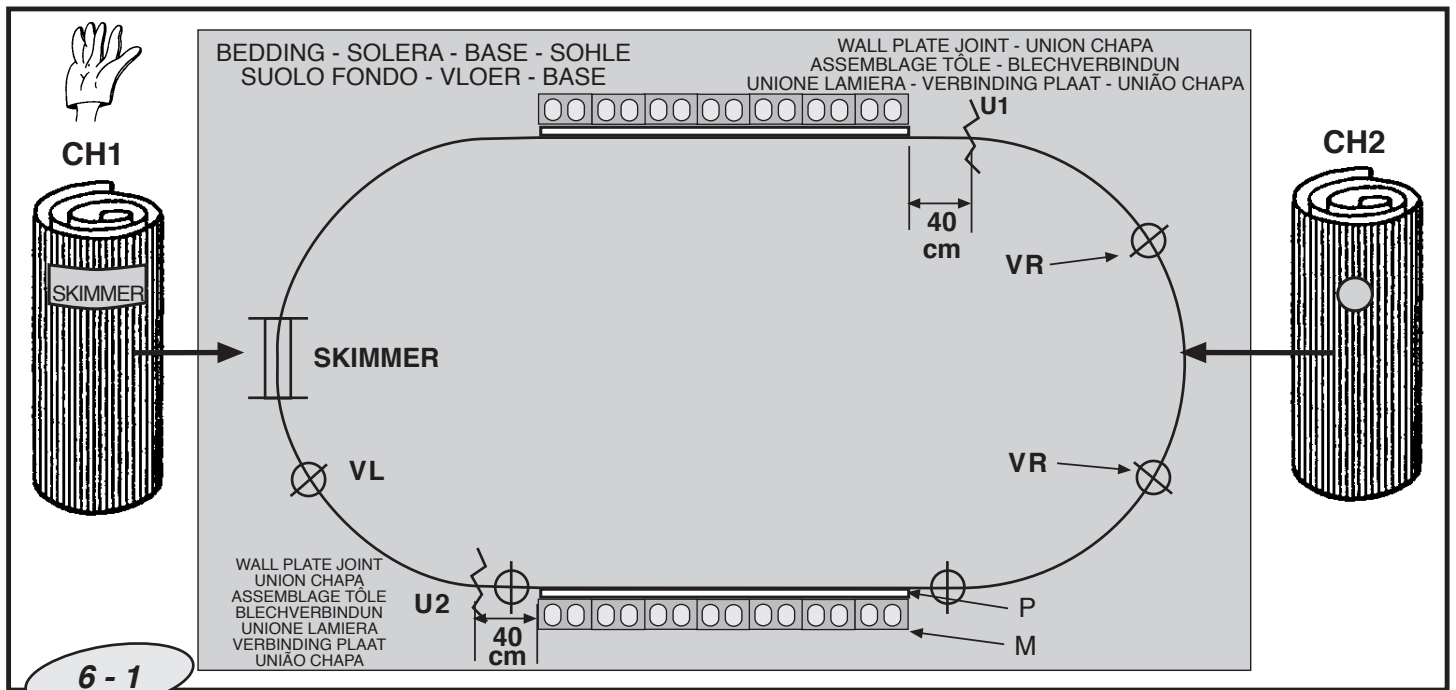 BEDDING - SOLERA - BASE - SOHLE
SUOLO FONDO - VLOER - BASE
WALL PLATE JOINT - UNION CHAPA
ASSEMBLAGE TÔLE - BLECHVERBINDUN
UNIONE LAMIERA - VERBINDING PLAAT - UNIÃO CHAPA
U1
CH1
CH2
40
cm
VR
SKIMMER
SKIMMER
VL
VR
WALL PLATE JOINT
UNION CHAPA
ASSEMBLAGE TÔLE
BLECHVERBINDUN
UNIONE LAMIERA
VERBINDING PLAAT
UNIÃO CHAPA
U2
40
cm
P
M
6 - 1